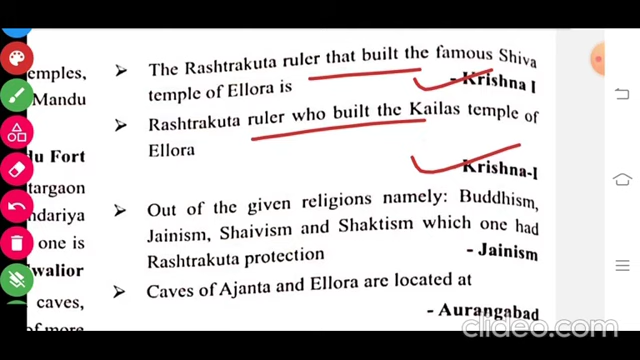 The Rashtrakuta ruler that built the famous Shiva
temples,
temple of Ellora is
- Krishna I
Mandu
Rashtrakuta ruler who built the Kailas temple of
Ellora
Fort
Krishna-I
targaon
Out of the given religions namely: Buddhism,
ndariya
Jainism, Shaivism and Shaktism which one had
one is
Rashtrakuta protection
- Jainism
walior
Caves of Ajanta and Ellora are located at
caves,
- Aurangabad
of more
clideo.com